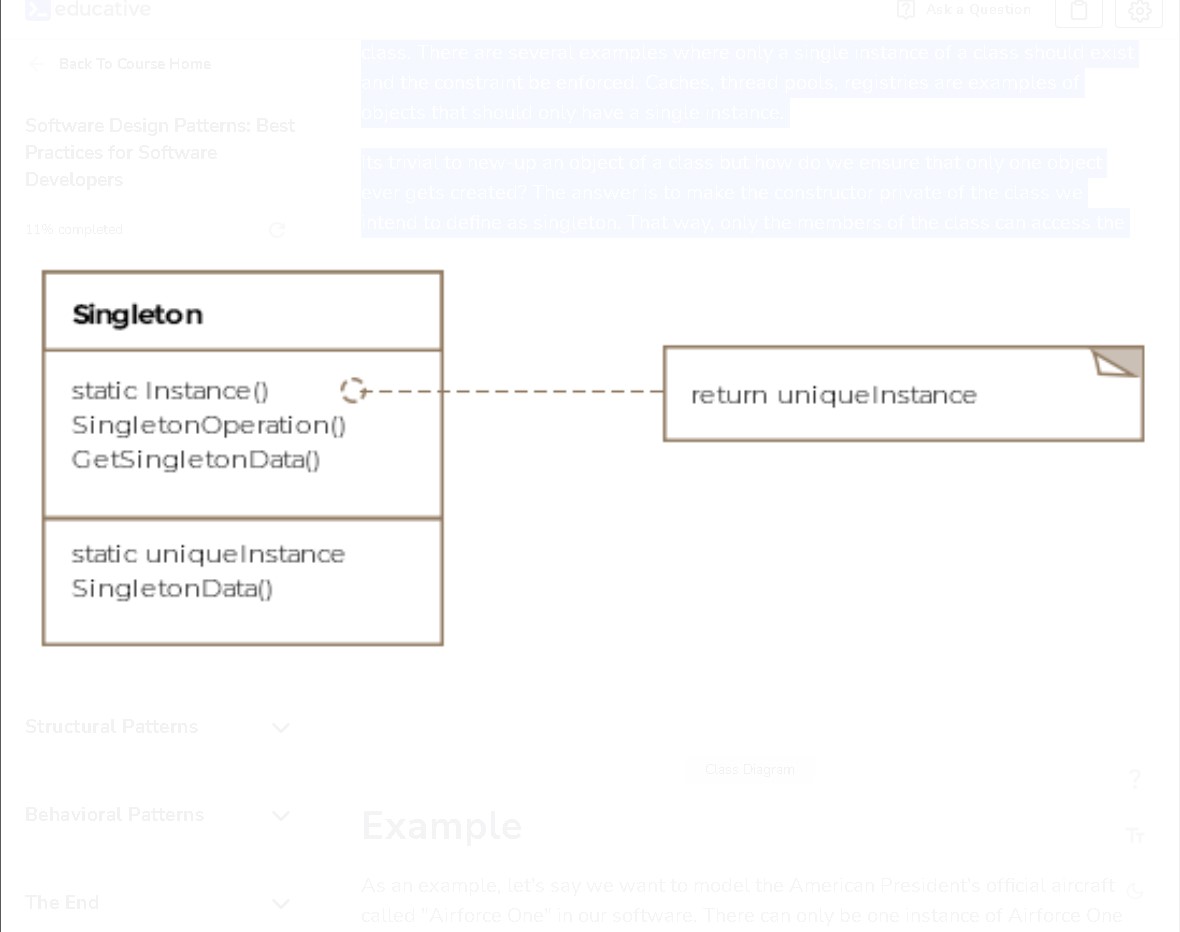 educative
Ask a Question
Back To Course Home
Software Design Patterns: Best
Practices for Software
Developers
11% completed
class. There are several examples where only a single instance of a class should exist
and the constraint be enforced. Caches, thread pools, registries are examples of
objects that should only have a single instance.
Its trivial to new-up an object of a class but how do we ensure that only one object
ever gets created? The answer is to make the constructor private of the class we
intend to define as singleton. That way, only the members of the class can access the
Singleton
static Instance()
SingletonOperation()
GetSingletonData()
static uniqueInstance
SingletonData()
return uniqueInstance
Structural Patterns
Behavioral Patterns
The End
Class Diagram
?
Tт
Example
As an example, let's say we want to model the American President's official aircraft
called "Airforce One" in our software. There can only be one instance of Airforce One